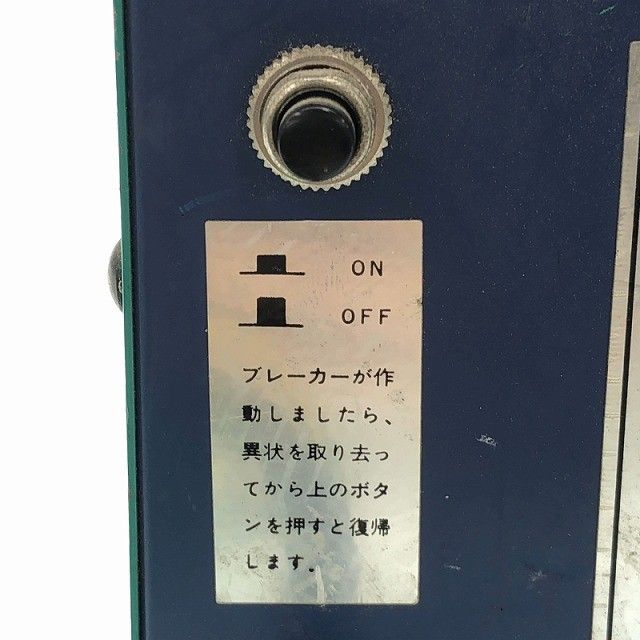 ON
OFF
ブレーカーが作
動しましたら、
異状を取り去っ
てから上のボタ
ンを押すと復帰
します.